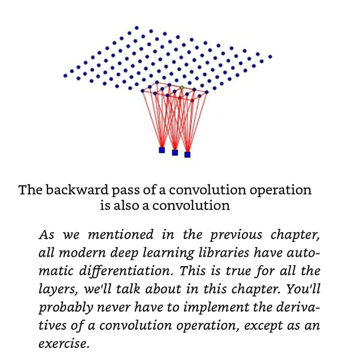 The backward pass of a convolution operation
is also a convolution
As we mentioned in the previous chapter,
all modern deep learning libraries have auto-
matic differentiation. This is true for all the
layers, we'll talk about in this chapter. You'll
probably never have to implement the deriva-
tives of a convolution operation, except as an
exercise.